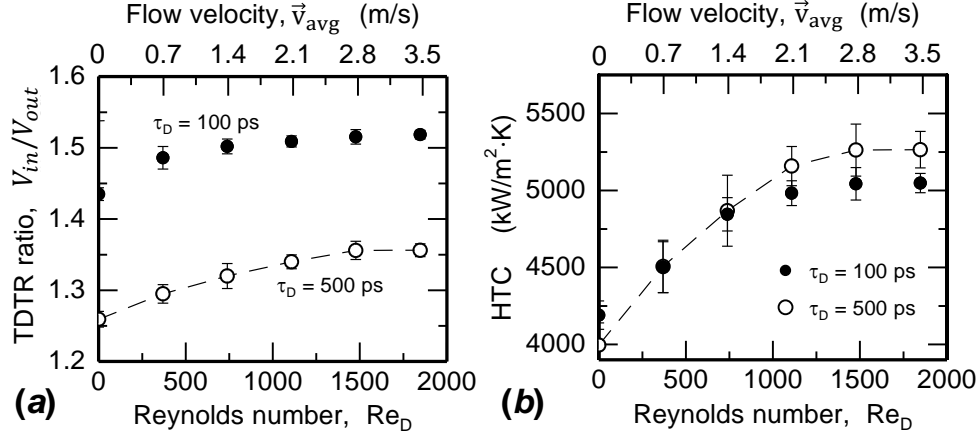 Flow velocity, v⃗avg (m/s)
0 0.7 1.4 2.1 2.8 3.5
TDTR ratio, Vin/Vout
1.6
1.5
1.4
1.3
1.2
τD = 100 ps
τD = 500 ps
0 500 1000 1500 2000
Reynolds number, ReD
(a)
Flow velocity, v⃗avg (m/s)
0 0.7 1.4 2.1 2.8 3.5
HTC (kW/m²·K)
5500
5000
4500
4000
τD = 100 ps
τD = 500 ps
0 500 1000 1500 2000
Reynolds number, ReD
(b)